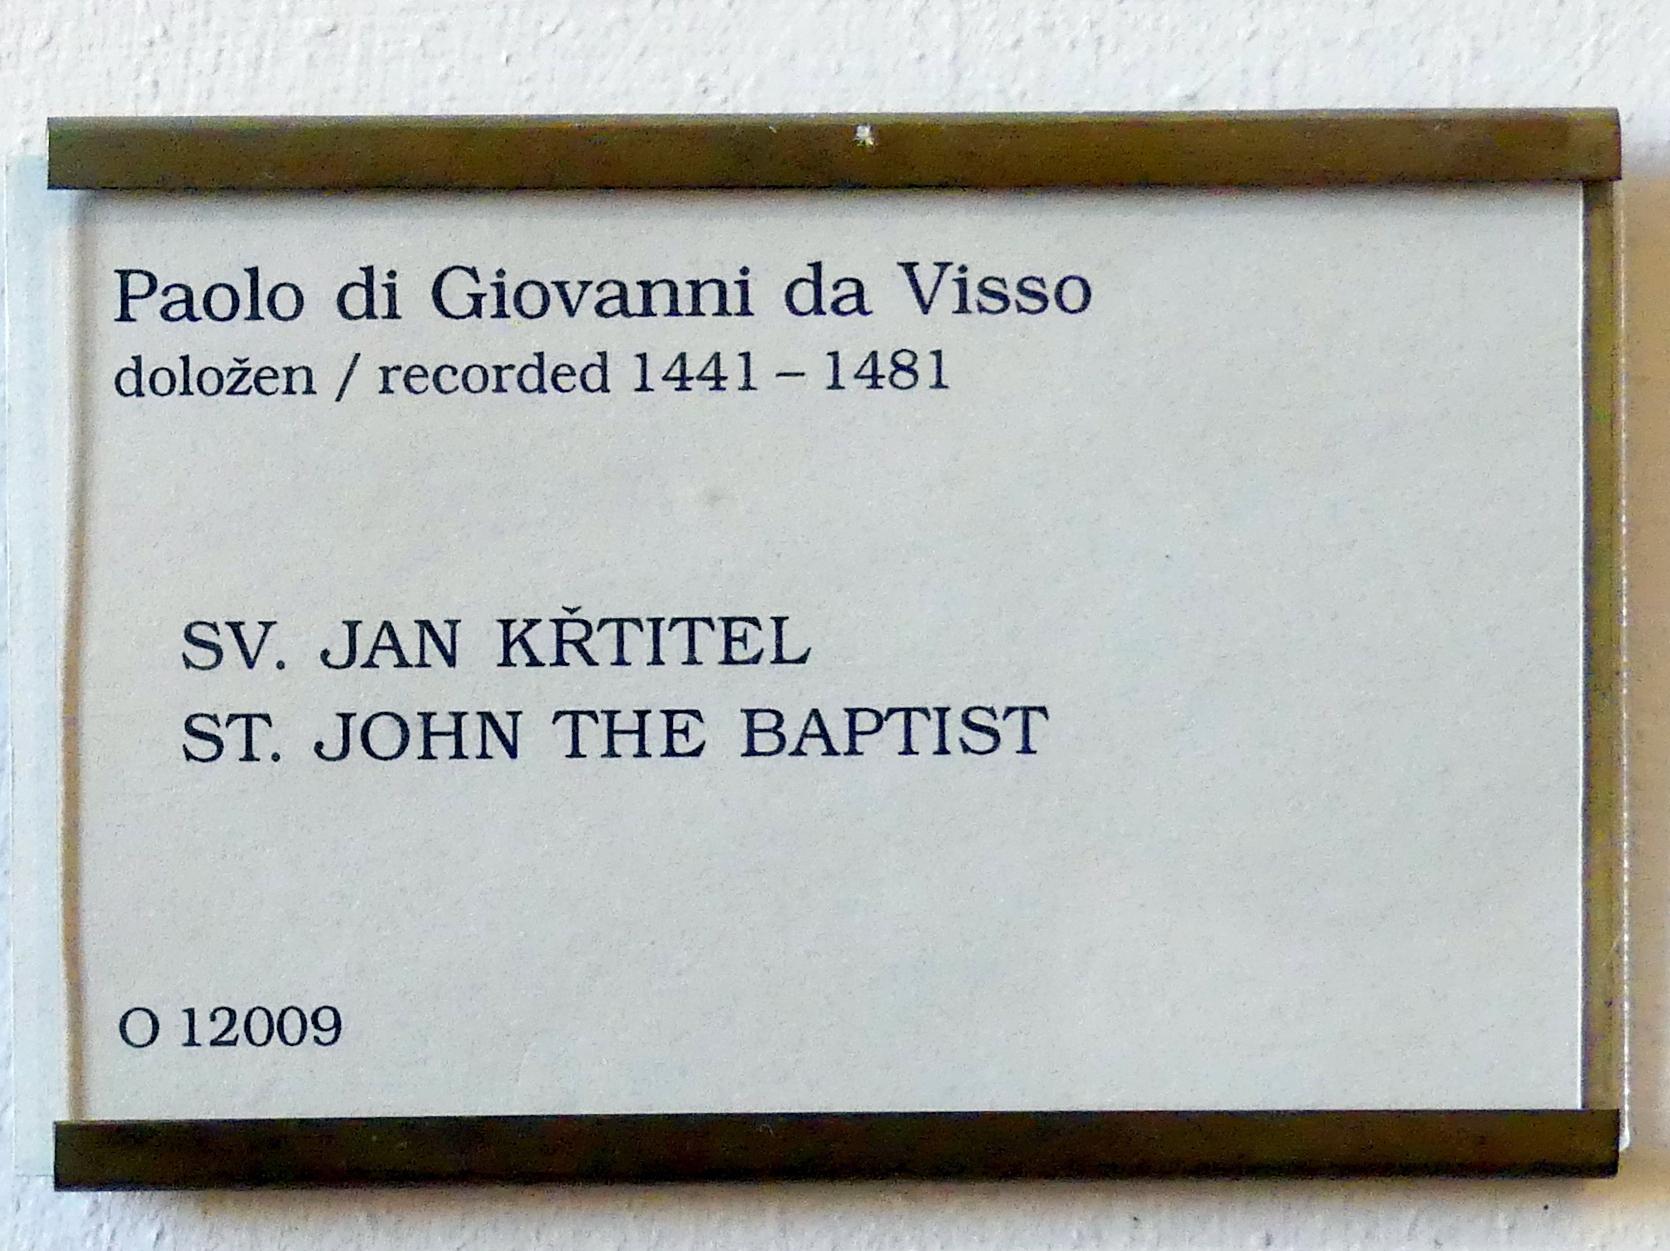 Paolo di Giovanni da Visso
doložen / recorded 1441 – 1481
SV. JAN KŘTITEL
ST. JOHN THE BAPTIST
O 12009